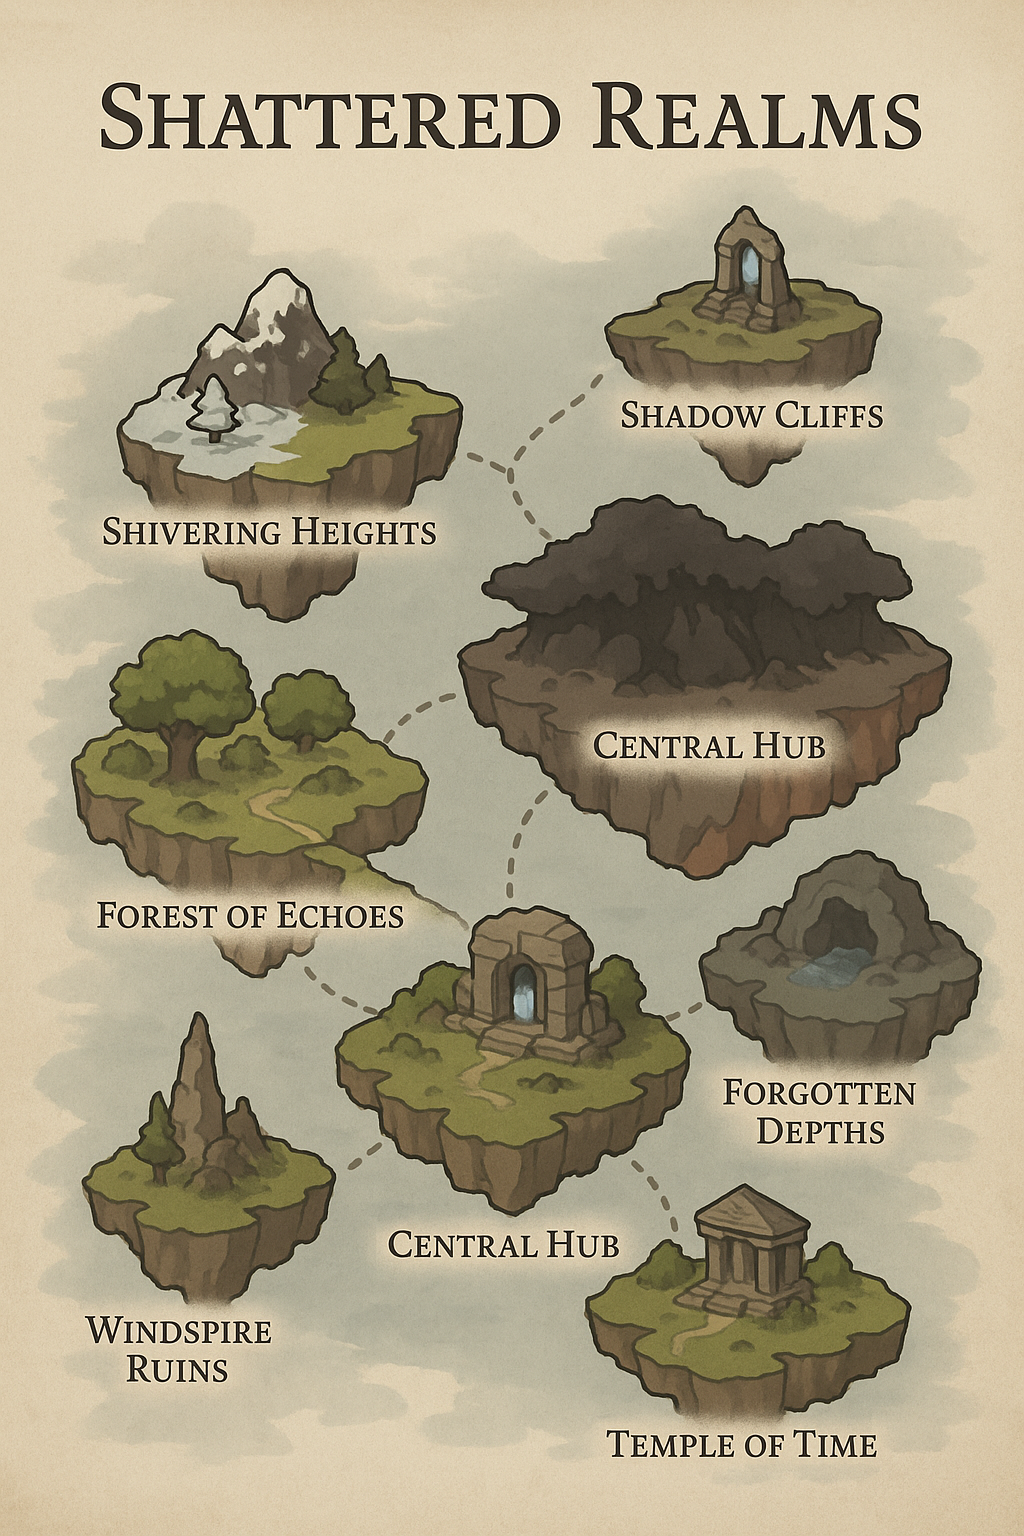 SHATTERED REALMS
SHADOW CLIFFS
SHIVERING HEIGHTS
CENTRAL HUB
FOREST OF ECHOES
FORGOTTEN
DEPTHS
CENTRAL HUB
WINDSPIRE
RUINS
TEMPLE OF TIME